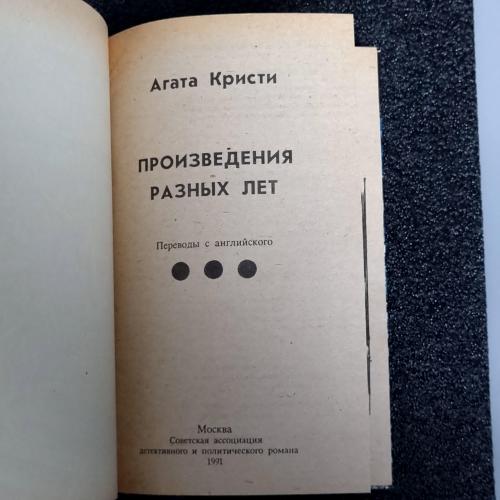 Агата Кристи
ПРОИЗВЕДЕНИЯ
РАЗНЫХ ЛЕТ
Переводы с английского
Москва
Советская ассоциация
детективного и политического романа
1991